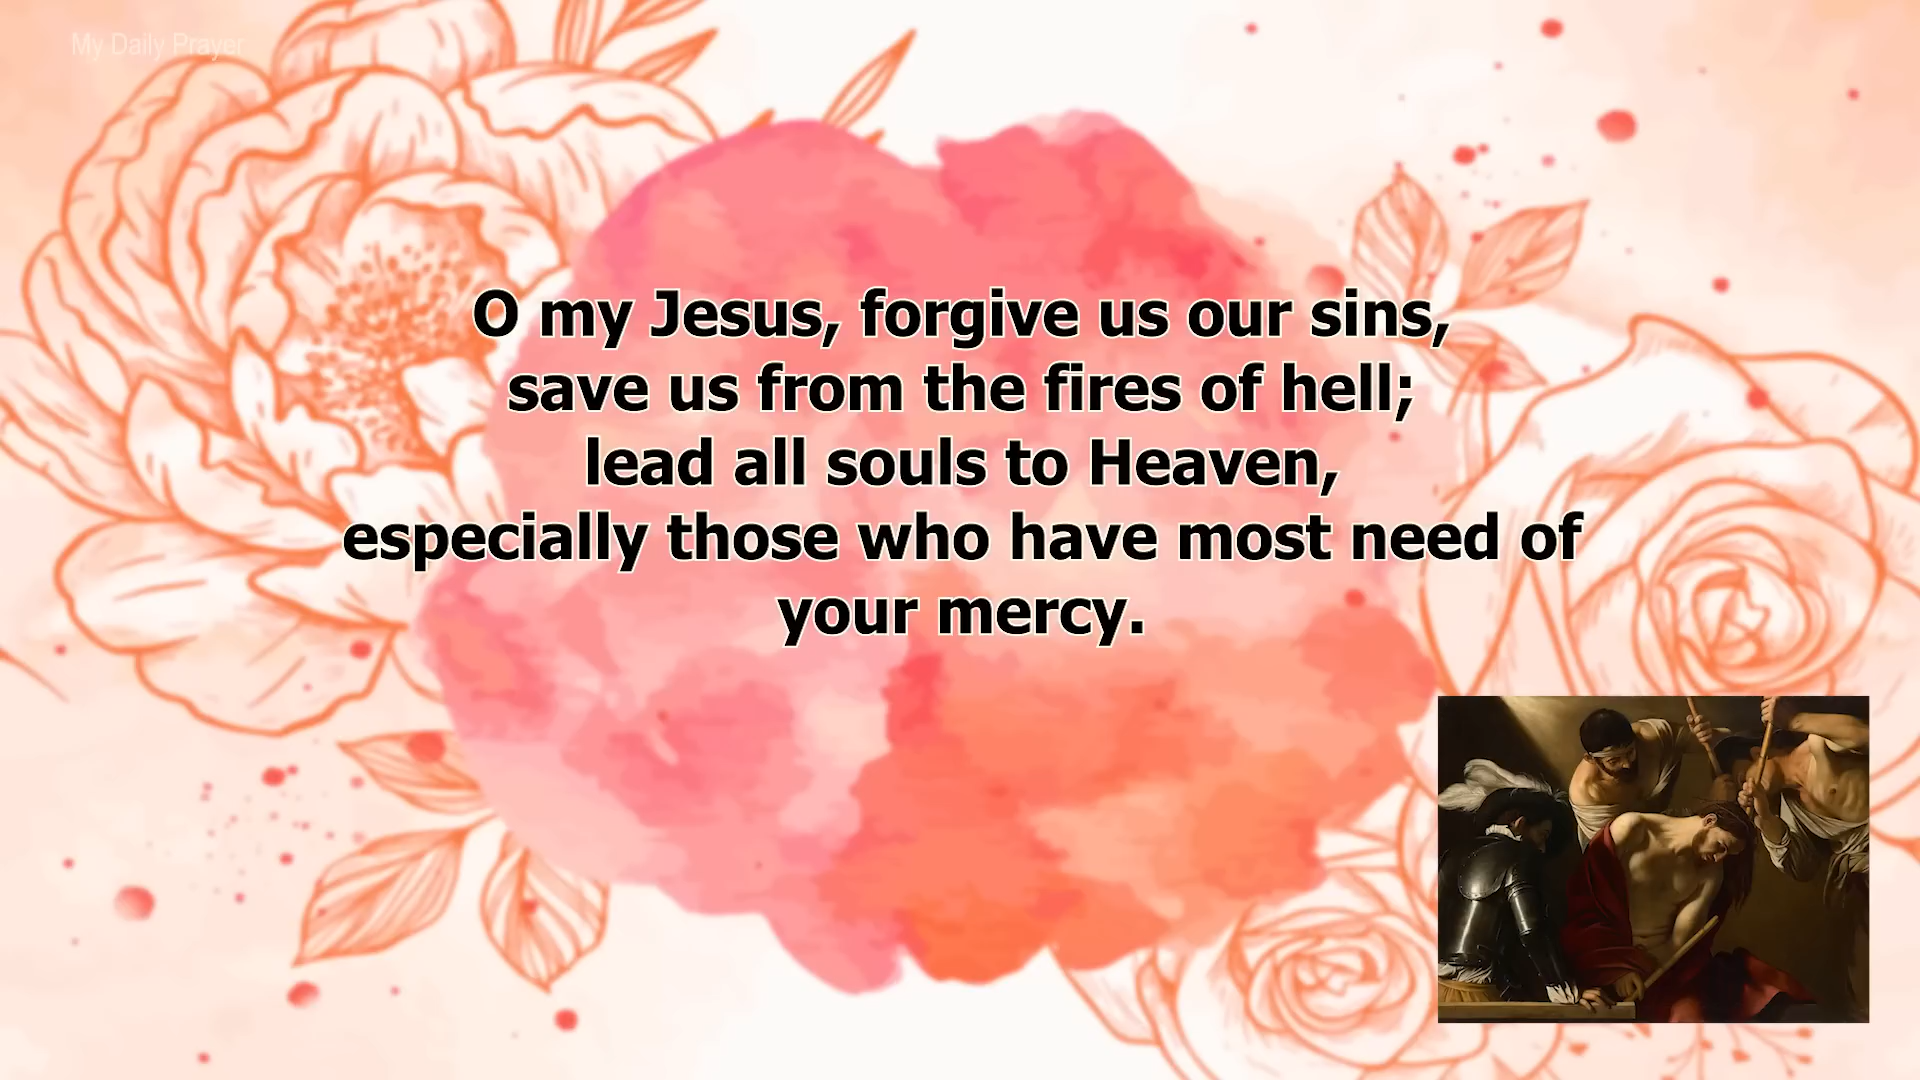 My Daily Prayer
O my Jesus, forgive us our sins,
save us from the fires of hell;
lead all souls to Heaven,
especially those who have most need of
your mercy.